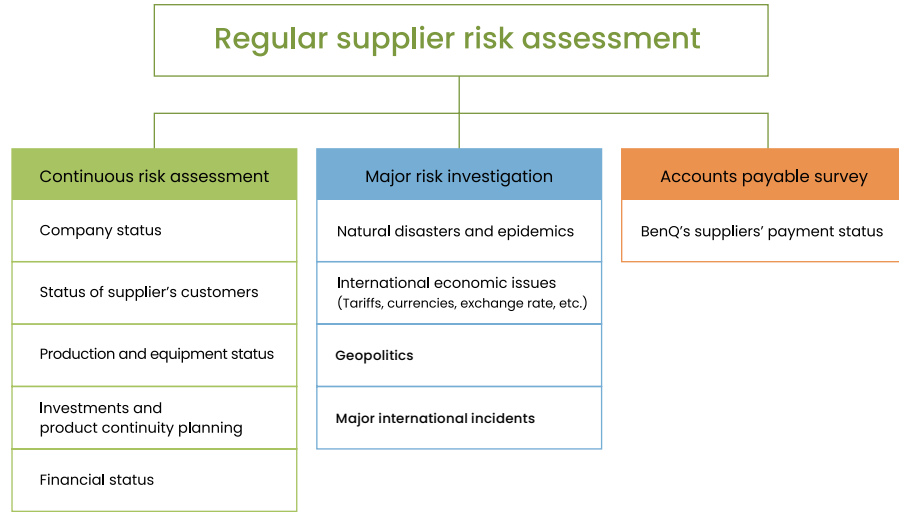 Regular supplier risk assessment
Continuous risk assessment
Company status
Status of supplier's customers
Production and equipment status
Investments and
product continuity planning
Financial status
Major risk investigation
Natural disasters and epidemics
International economic issues
(Tariffs, currencies, exchange rate, etc.)
Geopolitics
Major international incidents
Accounts payable survey
BenQ's suppliers' payment status